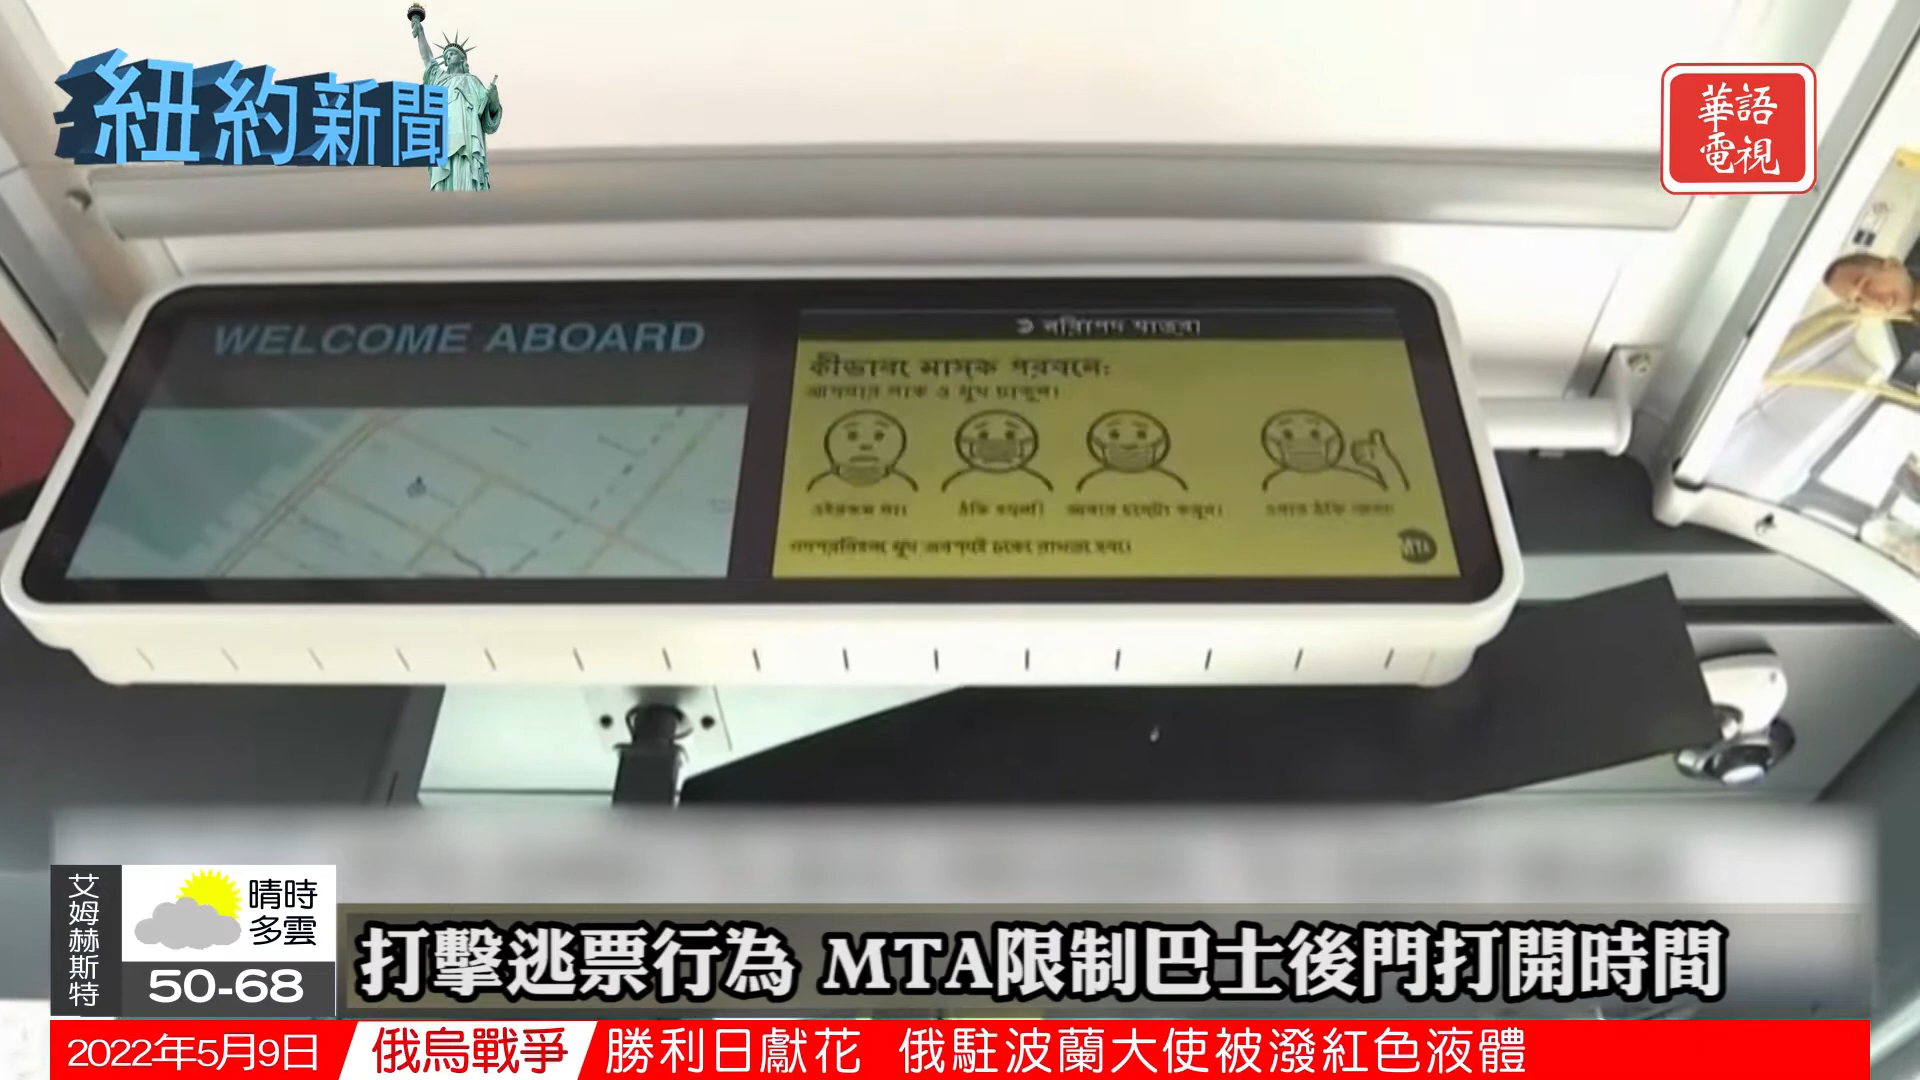 紐約新聞
華語
電視
WELCOME ABOARD
কীভাবে মাস্ক পরবেন:
আপনার নাক ও মুখ ঢাকুন।
MTA
艾姆赫斯特
晴時
多雲
50-68
打擊逃票行為 MTA限制巴士後門打開時間
2022年5月9日 俄烏戰爭 勝利日獻花 俄駐波蘭大使被潑紅色液體